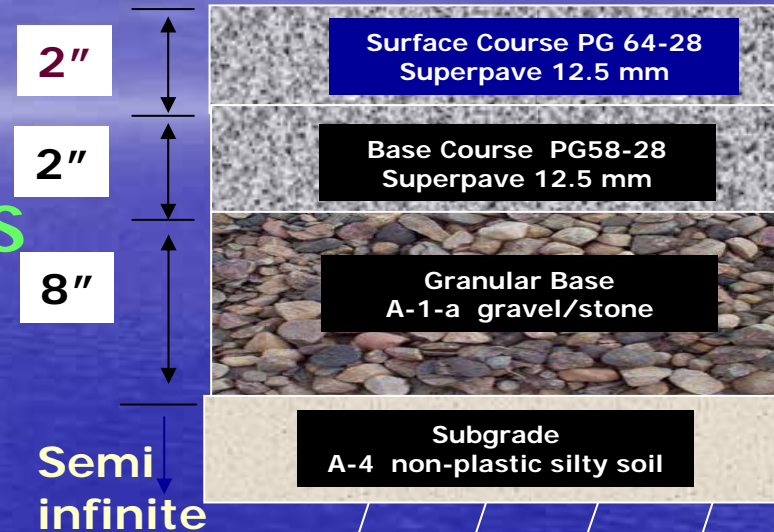 2"
Surface Course PG 64-28
Superpave 12.5 mm
2"
Base Course PG58-28
Superpave 12.5 mm
s
8"
Granular Base
A-1-a gravel/stone
Subgrade
A-4 non-plastic silty soil
Semi
infinite